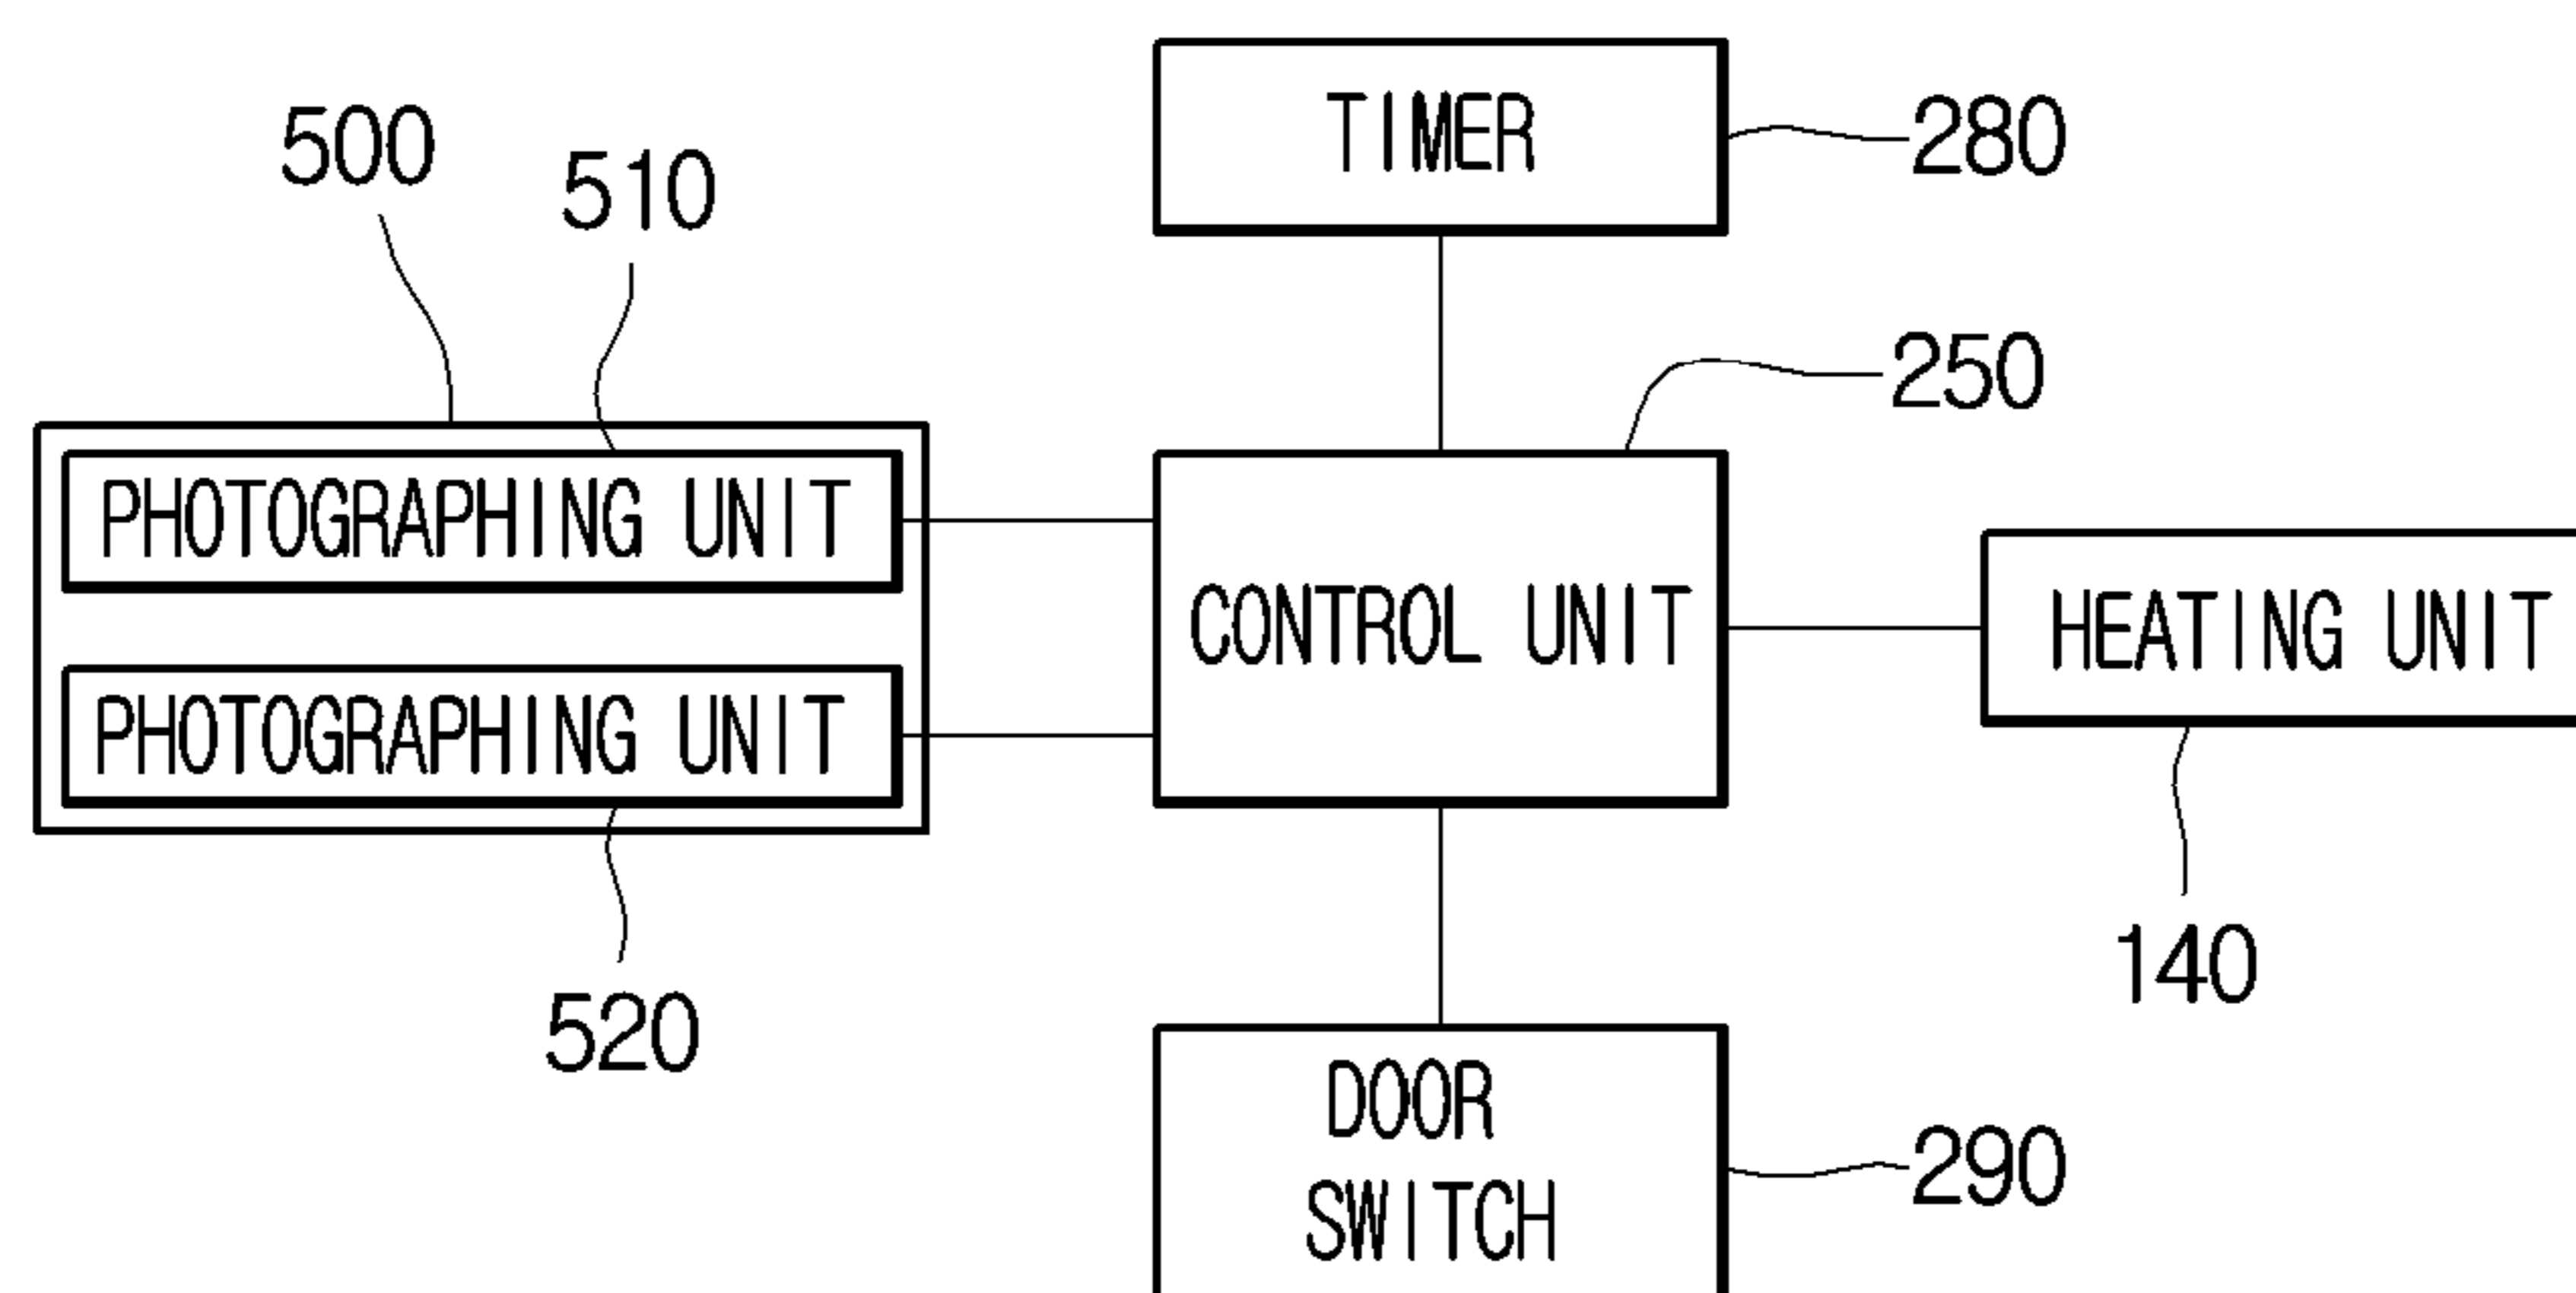 TIMER
280
500
510
250
PHOTOGRAPHING UNIT
CONTROL UNIT
HEATING UNIT
PHOTOGRAPHING UNIT
140
520
DOOR
SWITCH
290